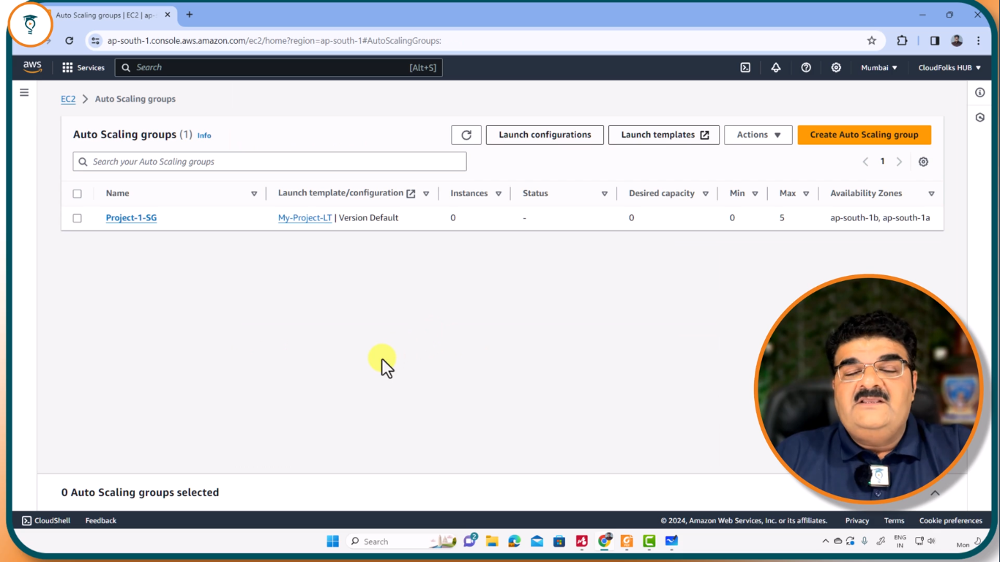 Auto Scaling groups | EC2 | ap-
ap-south-1.console.aws.amazon.com/ec2/home?region=ap-south-1#AutoScalingGroups:
aws
Services
Search
[Alt+S]
Mumbai
CloudFolks HUB
EC2
Auto Scaling groups
Auto Scaling groups (1) Info
Launch configurations
Launch templates
Actions
Create Auto Scaling group
Search your Auto Scaling groups
1
Name
Launch template/configuration
Instances
Status
Desired capacity
Min
Max
Availability Zones
Project-1-SG
My-Project-LT | Version Default
0
-
0
0
5
ap-south-1b, ap-south-1a
0 Auto Scaling groups selected
CloudShell
Feedback
© 2024, Amazon Web Services, Inc. or its affiliates.
Privacy
Terms
Cookie preferences
Search
2
ENG
IN
Mon